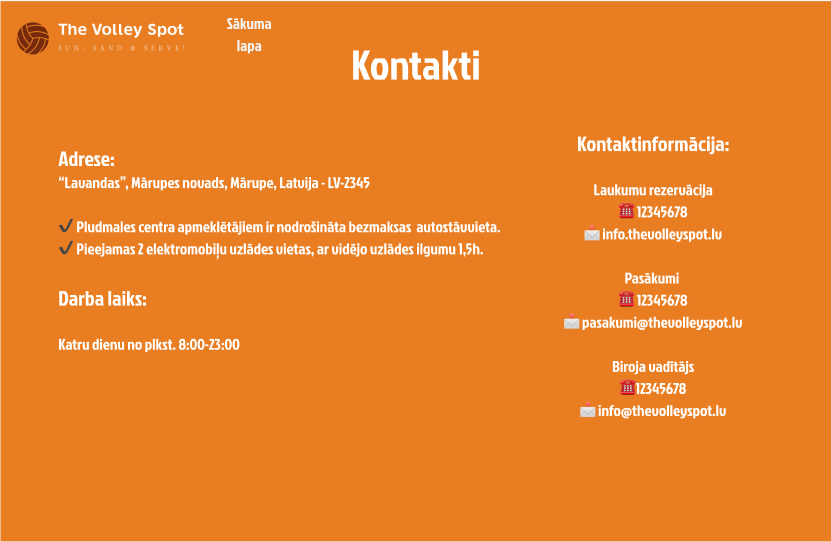 The Volley Spot
SUN, SAND & SERVE!
Sākuma
lapa
Kontakti
Adrese:
“Lavandas”, Mārupes novads, Mārupe, Latvija - LV-2345
✔ Pludmales centra apmeklētājiem ir nodrošināta bezmaksas autostāvvieta.
✔ Pieejamas 2 elektromobiļu uzlādes vietas, ar vidējo uzlādes ilgumu 1,5h.
Darba laiks:
Katru dienu no plkst. 8:00-23:00
Kontaktinformācija:
Laukumu rezervācija
☎️ 12345678
📩 info.thevolleyspot.lv
Pasākumi
☎️ 12345678
📩 pasakumi@thevolleyspot.lv
Biroja vadītājs
☎️12345678
📩 info@thevolleyspot.lv